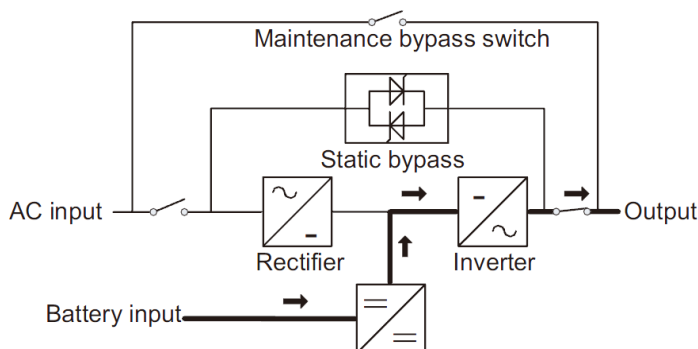 Maintenance bypass switch
Static bypass
AC input
Output
Rectifier
Inverter
Battery input